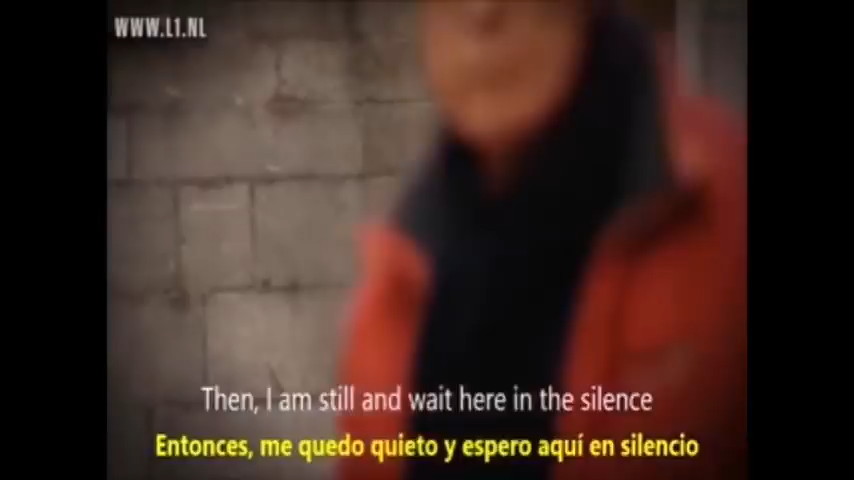 WWW.L1.NL
Then, I am still and wait here in the silence
Entonces, me quedo quieto y espero aquí en silencio